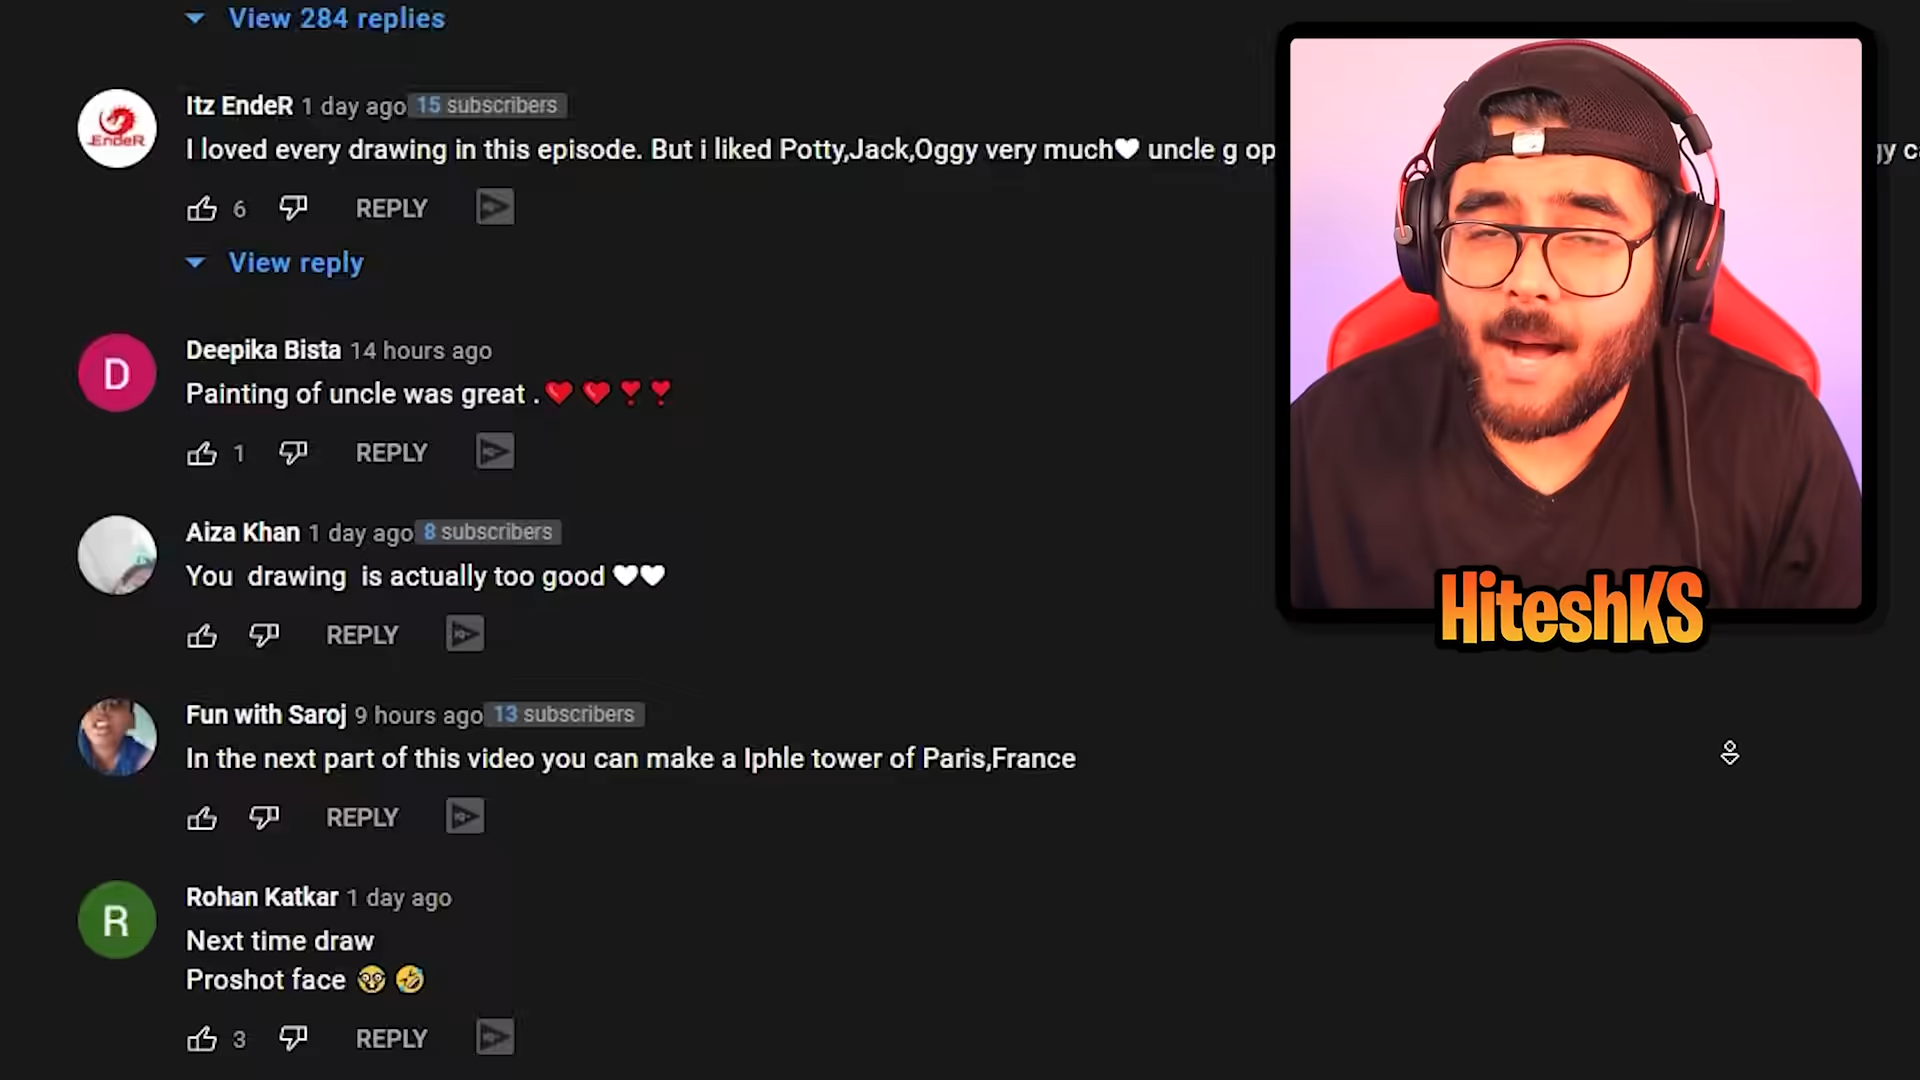 View 284 replies
Itz EndeR 1 day ago 15 subscribers
EndeR
I loved every drawing in this episode. But i liked Potty,Jack,Oggy very much🤍 uncle g op
6 REPLY
View reply
D
Deepika Bista 14 hours ago
Painting of uncle was great .❤️❤️❣️❣️
1 REPLY
Aiza Khan 1 day ago 8 subscribers
You drawing is actually too good 🤍🤍
REPLY
HiteshKS
Fun with Saroj 9 hours ago 13 subscribers
In the next part of this video you can make a Iphle tower of Paris,France
REPLY
R
Rohan Katkar 1 day ago
Next time draw
Proshot face 🤓🤣
3 REPLY